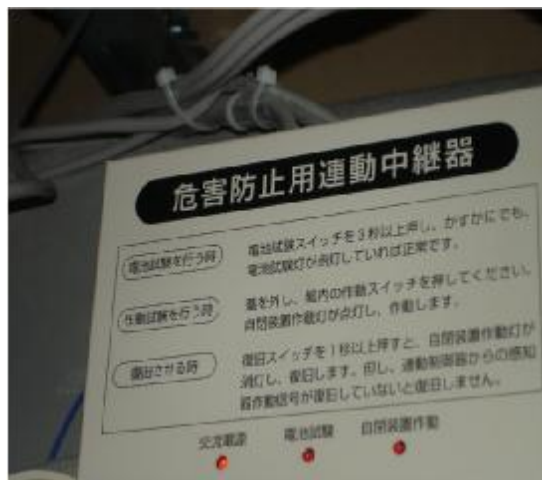 危害防止用連動中継器
電池試験を行う時
電池試験スイッチを3秒以上押し、かすかにでも、
電池試験灯が点灯していれば正常です。
作動試験を行う時
蓋を外し、箱内の作動スイッチを押してください。
自閉装置作動灯が点灯し、作動します。
復旧させる時
復旧スイッチを1秒以上押すと、自閉装置作動灯が
消灯し、復旧します。但し、連動制御器からの感知
器作動信号が復旧していないと復旧しません。
交流電源
電池試験
自閉装置作動